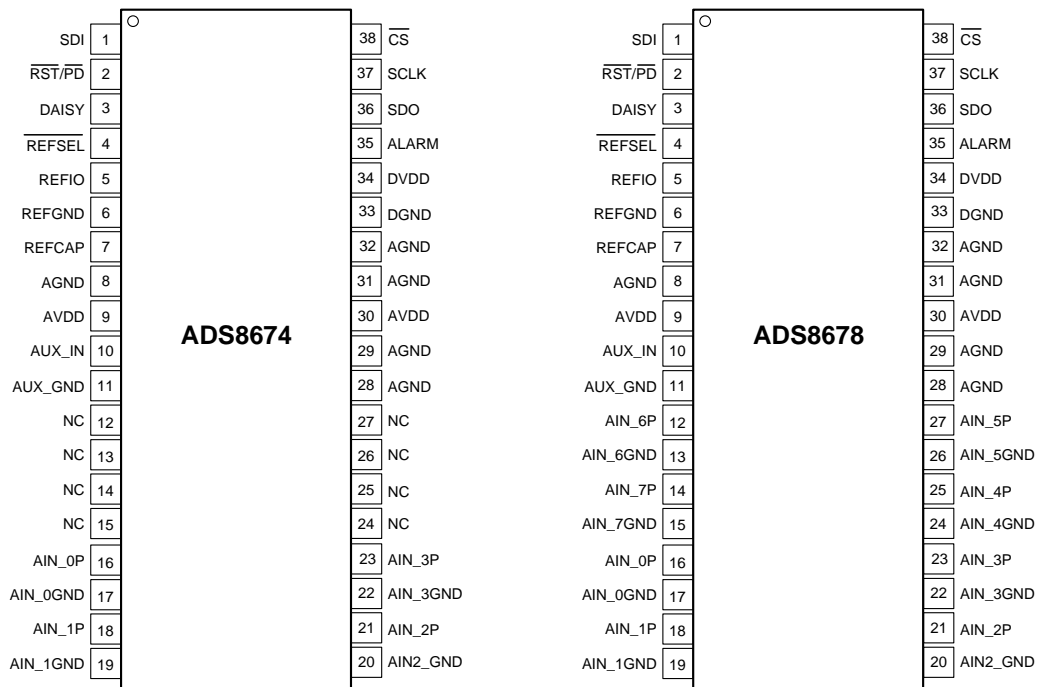 SDI 1
RST/PD 2
DAISY 3
REFSEL 4
REFIO 5
REFGND 6
REFCAP 7
AGND 8
AVDD 9
AUX_IN 10
AUX_GND 11
NC 12
NC 13
NC 14
NC 15
AIN_0P 16
AIN_0GND 17
AIN_1P 18
AIN_1GND 19
ADS8674
38 CS
37 SCLK
36 SDO
35 ALARM
34 DVDD
33 DGND
32 AGND
31 AGND
30 AVDD
29 AGND
28 AGND
27 NC
26 NC
25 NC
24 NC
23 AIN_3P
22 AIN_3GND
21 AIN_2P
20 AIN2_GND
SDI 1
RST/PD 2
DAISY 3
REFSEL 4
REFIO 5
REFGND 6
REFCAP 7
AGND 8
AVDD 9
AUX_IN 10
AUX_GND 11
AIN_6P 12
AIN_6GND 13
AIN_7P 14
AIN_7GND 15
AIN_0P 16
AIN_0GND 17
AIN_1P 18
AIN_1GND 19
ADS8678
38 CS
37 SCLK
36 SDO
35 ALARM
34 DVDD
33 DGND
32 AGND
31 AGND
30 AVDD
29 AGND
28 AGND
27 AIN_5P
26 AIN_5GND
25 AIN_4P
24 AIN_4GND
23 AIN_3P
22 AIN_3GND
21 AIN_2P
20 AIN2_GND